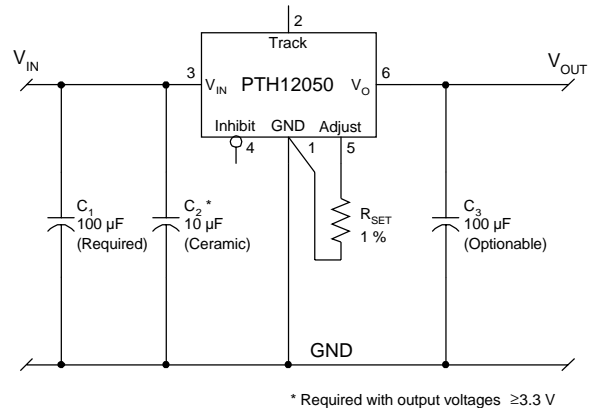 2
Track
V_IN
V_OUT
3
V_IN
PTH12050
V_O
6
Inhibit
GND
Adjust
4
1
5
C_1
100 µF
(Required)
C_2 *
10 µF
(Ceramic)
R_SET
1 %
C_3
100 µF
(Optionable)
GND
* Required with output voltages ≥3.3 V